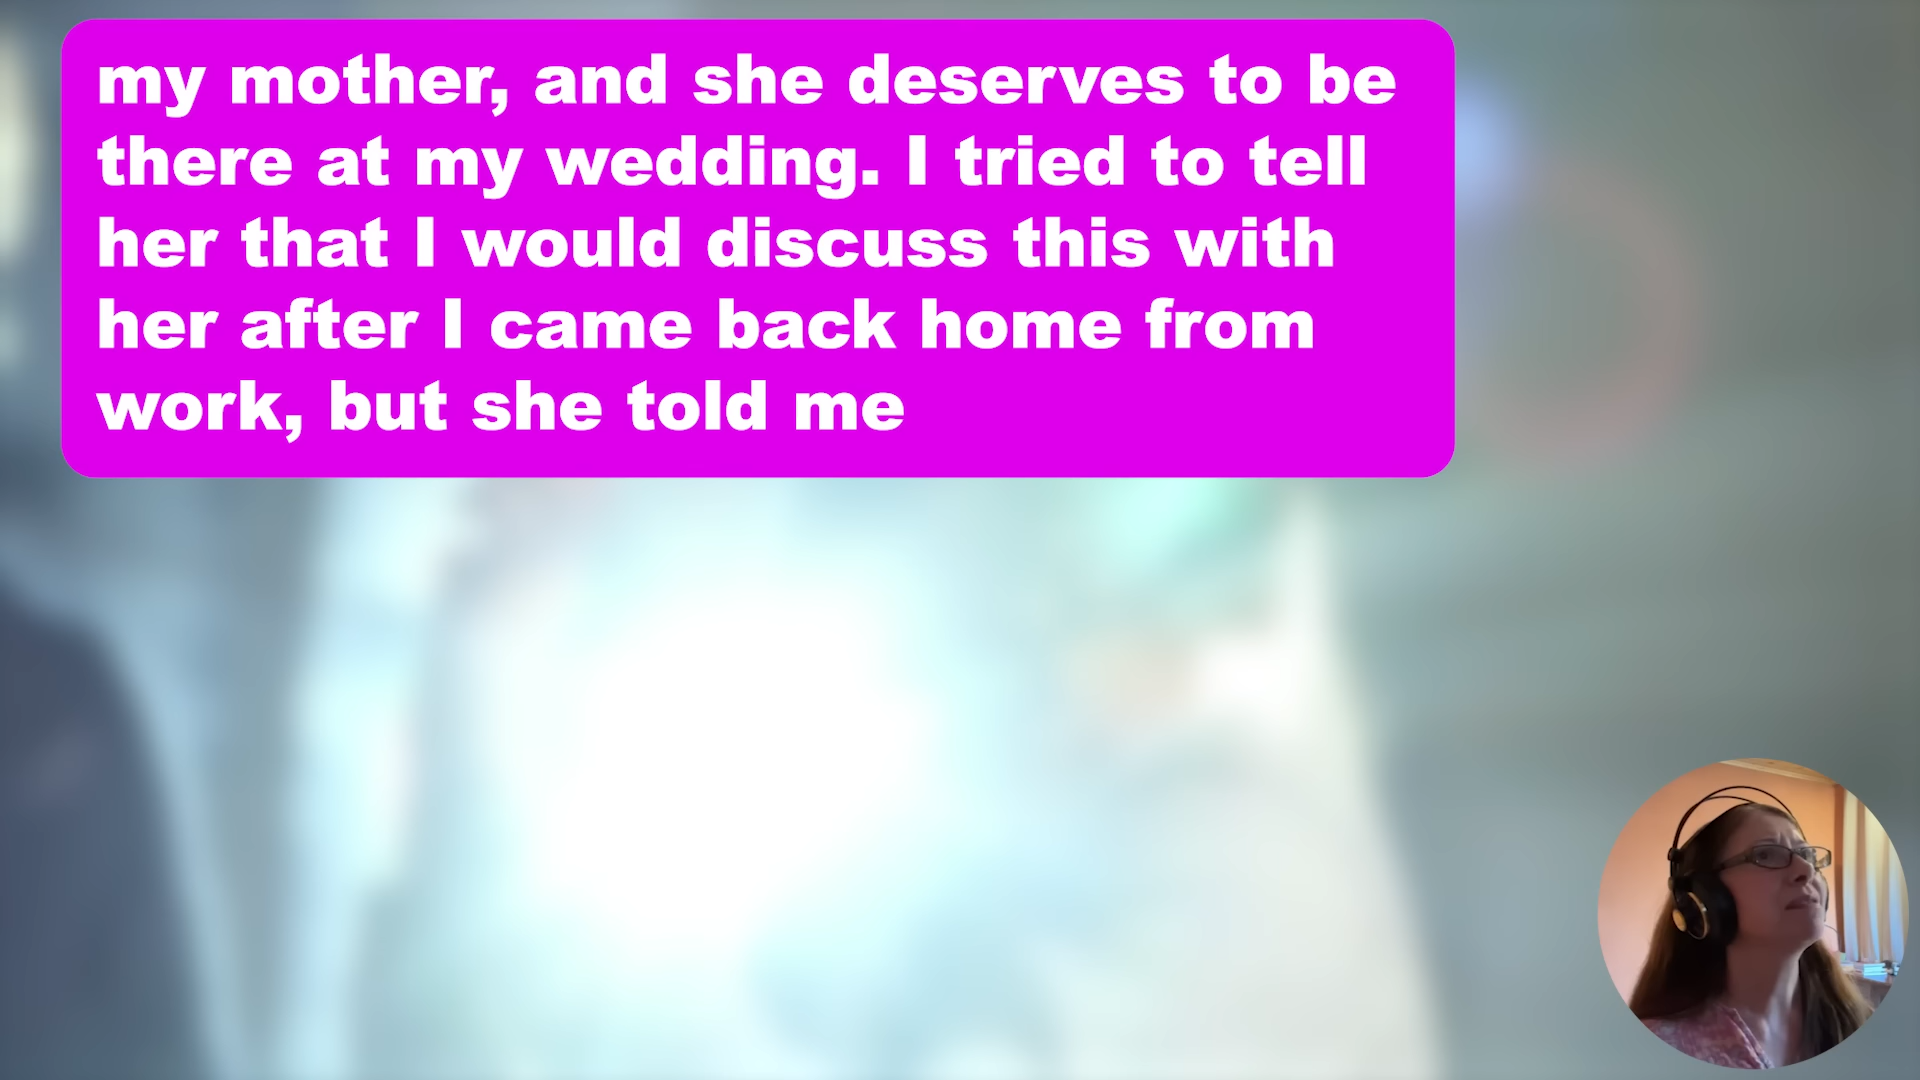 my mother, and she deserves to be
there at my wedding. I tried to tell
her that I would discuss this with
her after I came back home from
work, but she told me